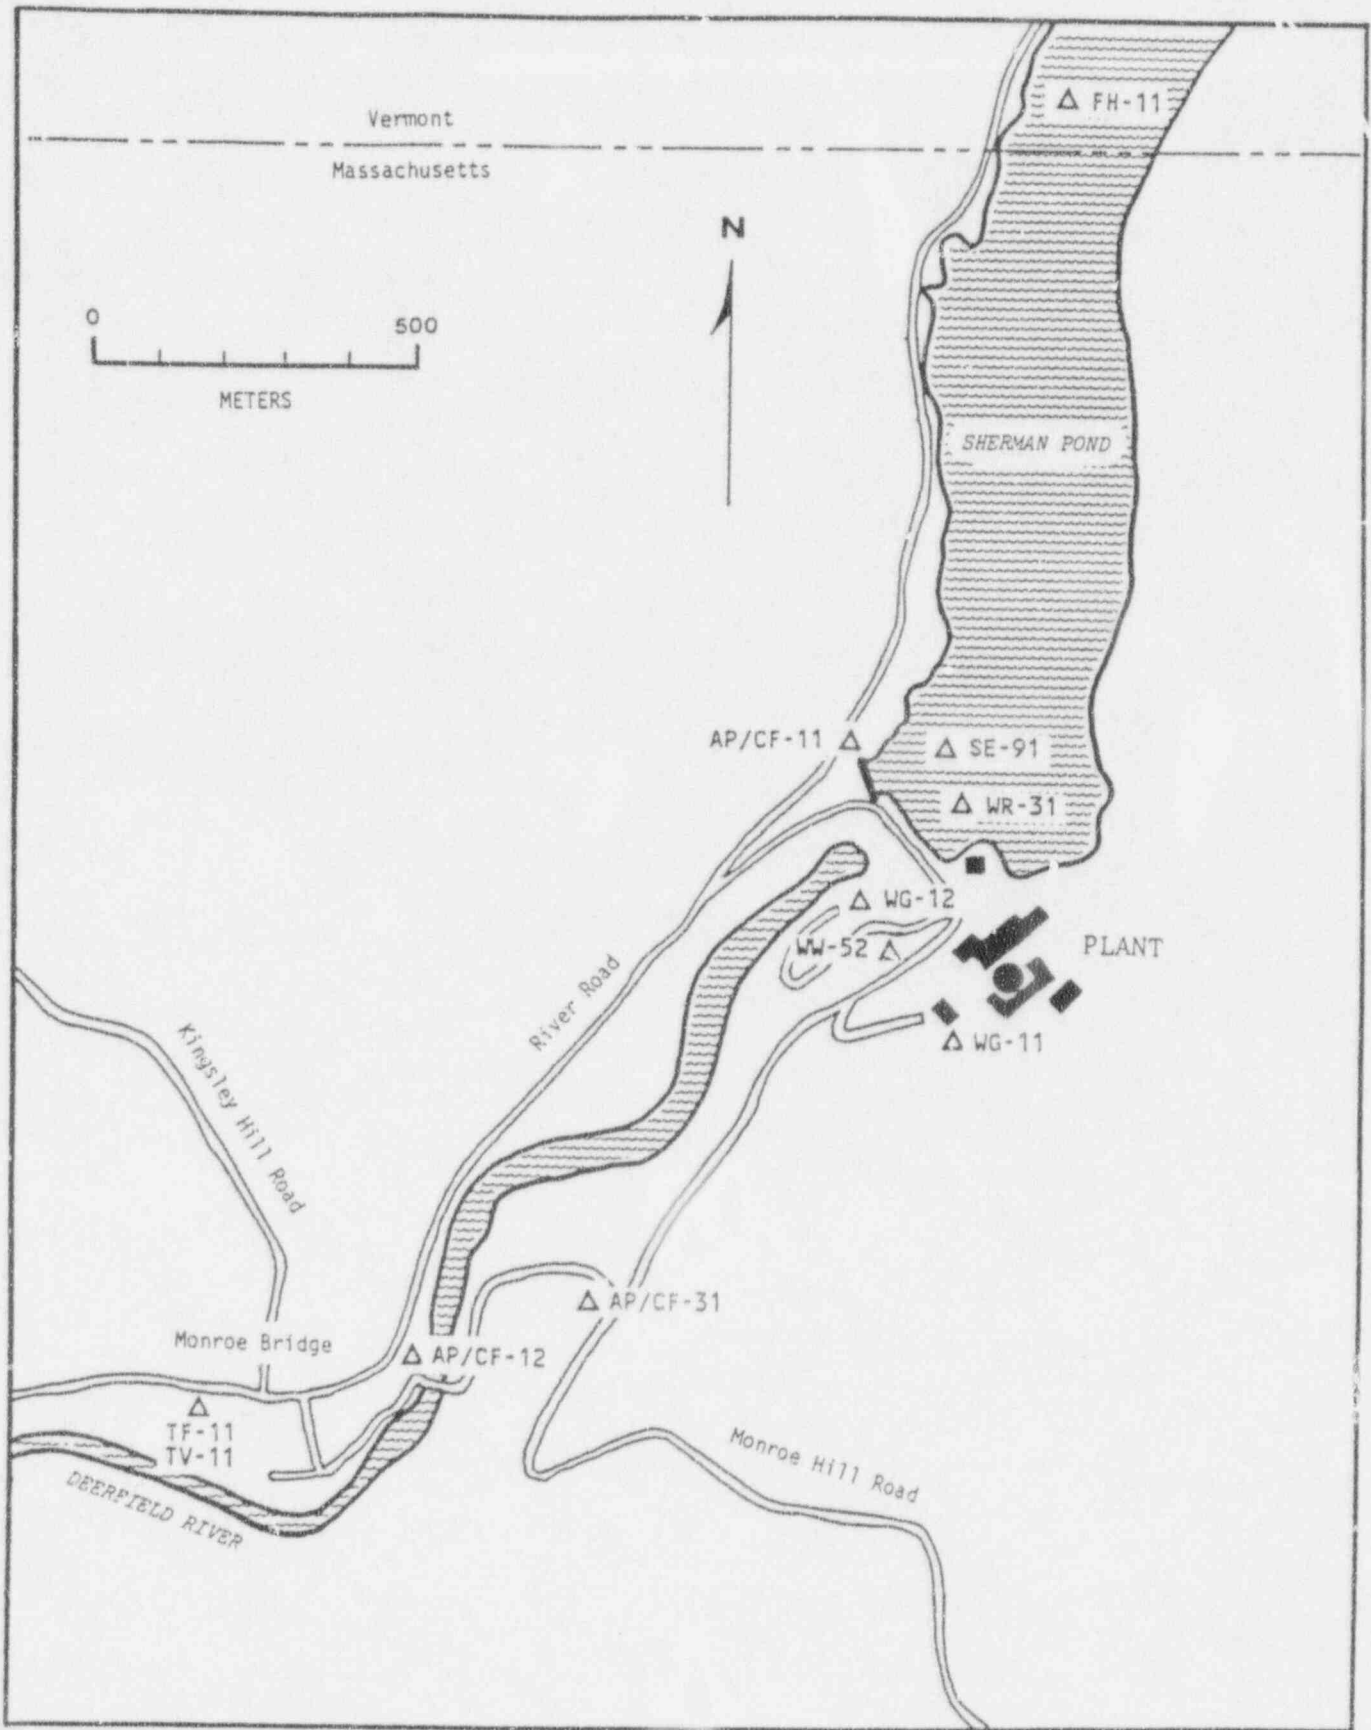 FH-11
Vermont
Massachusetts
N
0 500
METERS
SHERMAN POND
AP/CF-11
SE-91
WR-31
WG-12
WW-52
PLANT
River Road
WG-11
Kingsley Hill Road
AP/CF-31
Monroe Bridge
AP/CF-12
TF-11
TV-11
Monroe Hill Road
DEERFIELD RIVER